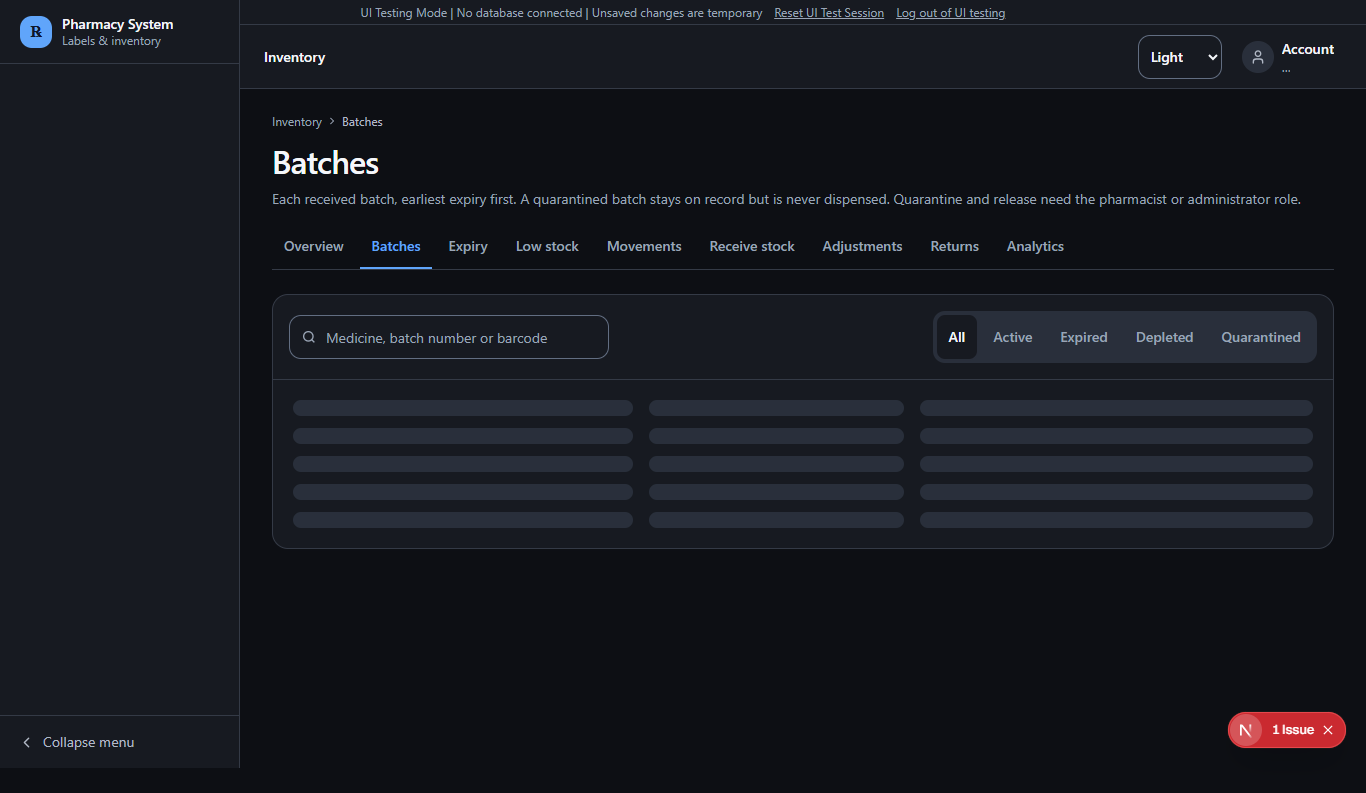 UI Testing Mode | No database connected | Unsaved changes are temporary Reset UI Test Session Log out of UI testing
℞
Pharmacy System
Labels & inventory
Inventory
Light
Account
...
Inventory > Batches
Batches
Each received batch, earliest expiry first. A quarantined batch stays on record but is never dispensed. Quarantine and release need the pharmacist or administrator role.
Overview Batches Expiry Low stock Movements Receive stock Adjustments Returns Analytics
Medicine, batch number or barcode
All Active Expired Depleted Quarantined
Collapse menu
N 1 Issue